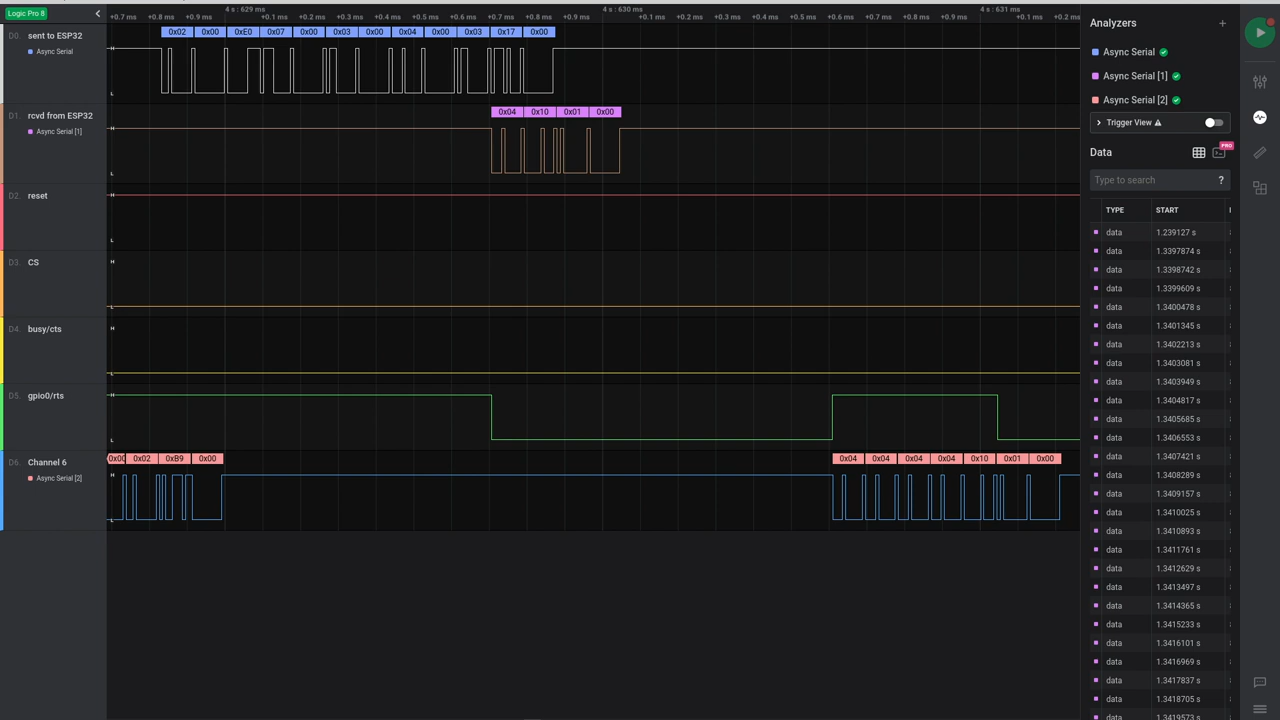 Logic Pro 8
4 s : 629 ms
4 s : 630 ms
4 s : 631 ms
+0.7 ms +0.8 ms +0.9 ms +0.1 ms +0.2 ms +0.3 ms +0.4 ms +0.5 ms +0.6 ms +0.7 ms +0.8 ms +0.9 ms +0.1 ms +0.2 ms +0.3 ms +0.4 ms +0.5 ms +0.6 ms +0.7 ms +0.8 ms +0.9 ms +0.1 ms +0.2 ms
D0. sent to ESP32
Async Serial
H
L
0x02 0x00 0xE0 0x07 0x00 0x03 0x00 0x04 0x00 0x03 0x17 0x00
D1. rcvd from ESP32
Async Serial [1]
H
L
0x04 0x10 0x01 0x00
D2. reset
H
L
D3. CS
H
L
D4. busy/cts
H
L
D5. gpio0/rts
H
L
D6. Channel 6
Async Serial [2]
H
L
0x00 0x02 0xB9 0x00
0x04 0x04 0x04 0x04 0x10 0x01 0x00
Analyzers
Async Serial
Async Serial [1]
Async Serial [2]
Trigger View
Data
PRO
Type to search ?
TYPE START
data 1.239127 s
data 1.3397874 s
data 1.3398742 s
data 1.3399609 s
data 1.3400478 s
data 1.3401345 s
data 1.3402213 s
data 1.3403081 s
data 1.3403949 s
data 1.3404817 s
data 1.3405685 s
data 1.3406553 s
data 1.3407421 s
data 1.3408289 s
data 1.3409157 s
data 1.3410025 s
data 1.3410893 s
data 1.3411761 s
data 1.3412629 s
data 1.3413497 s
data 1.3414365 s
data 1.3415233 s
data 1.3416101 s
data 1.3416969 s
data 1.3417837 s
data 1.3418705 s
data 1.3419573 s